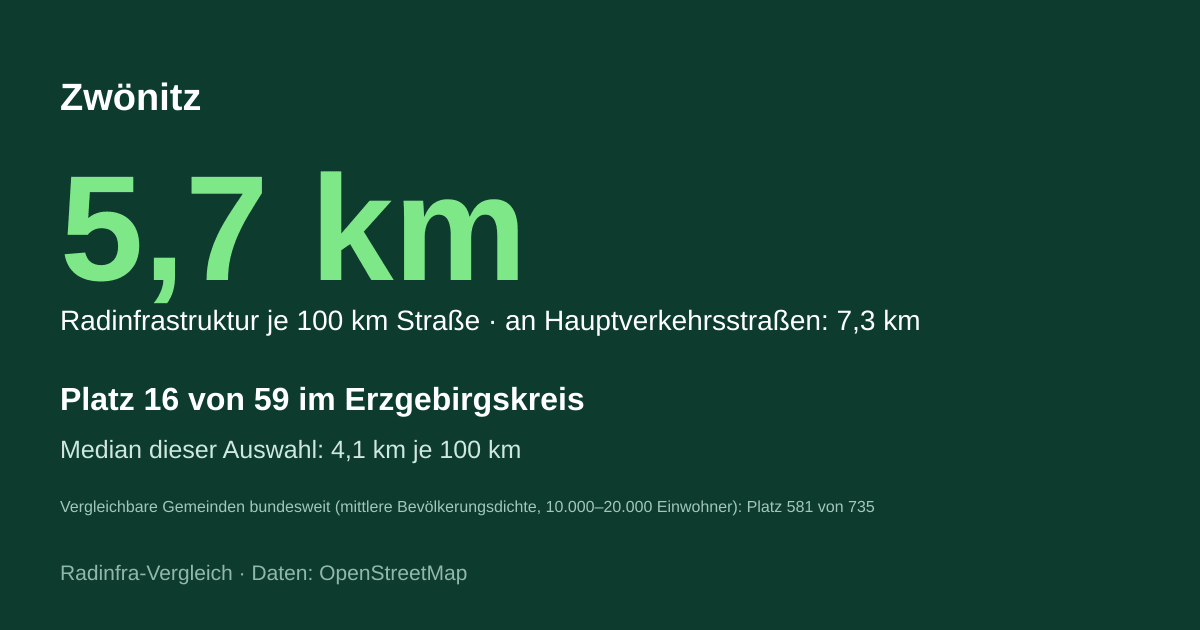 Zwönitz
5,7 km
Radinfrastruktur je 100 km Straße · an Hauptverkehrsstraßen: 7,3 km
Platz 16 von 59 im Erzgebirgskreis
Median dieser Auswahl: 4,1 km je 100 km
Vergleichbare Gemeinden bundesweit (mittlere Bevölkerungsdichte, 10.000–20.000 Einwohner): Platz 581 von 735
Radinfra-Vergleich · Daten: OpenStreetMap